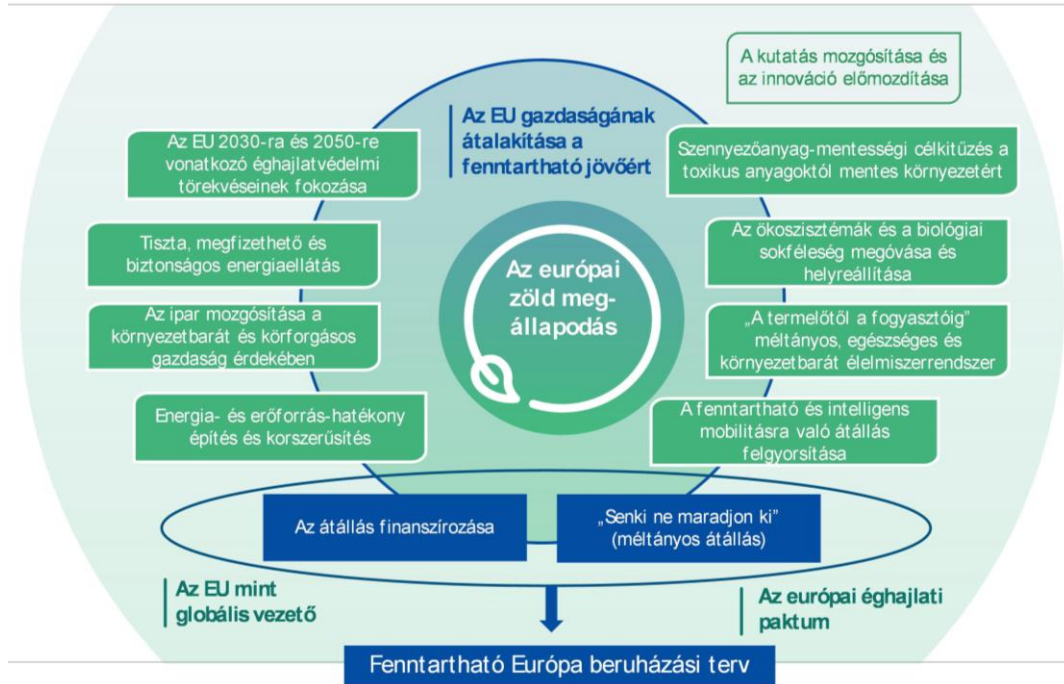 A kutatás mozgósítása és
az innováció előmozdítása
Az EU gazdaságának
átalakítása a
fenntartható jövőért
Az EU 2030-ra és 2050-re
vonatkozó éghajlatvédelmi
törekvéseinek fokozása
Szennyezőanyag-mentességi célkitűzés a
toxikus anyagoktól mentes környezetért
Tiszta, megfizethető és
biztonságos energiaellátás
Az ökoszisztémák és a biológiai
sokféleség megóvása és
helyreállítása
Az európai
zöld meg-
állapodás
Az ipar mozgósítása a
környezetbarát és körforgásos
gazdaság érdekében
„A termelőtől a fogyasztóig”
méltányos, egészséges és
környezetbarát élelmiszerrendszer
Energia- és erőforrás-hatékony
építés és korszerűsítés
A fenntartható és intelligens
mobilitásra való átállás
felgyorsítása
Az átállás finanszírozása
„Senki ne maradjon ki”
(méltányos átállás)
Az EU mint
globális vezető
Az európai éghajlati
paktum
Fenntartható Európa beruházási terv